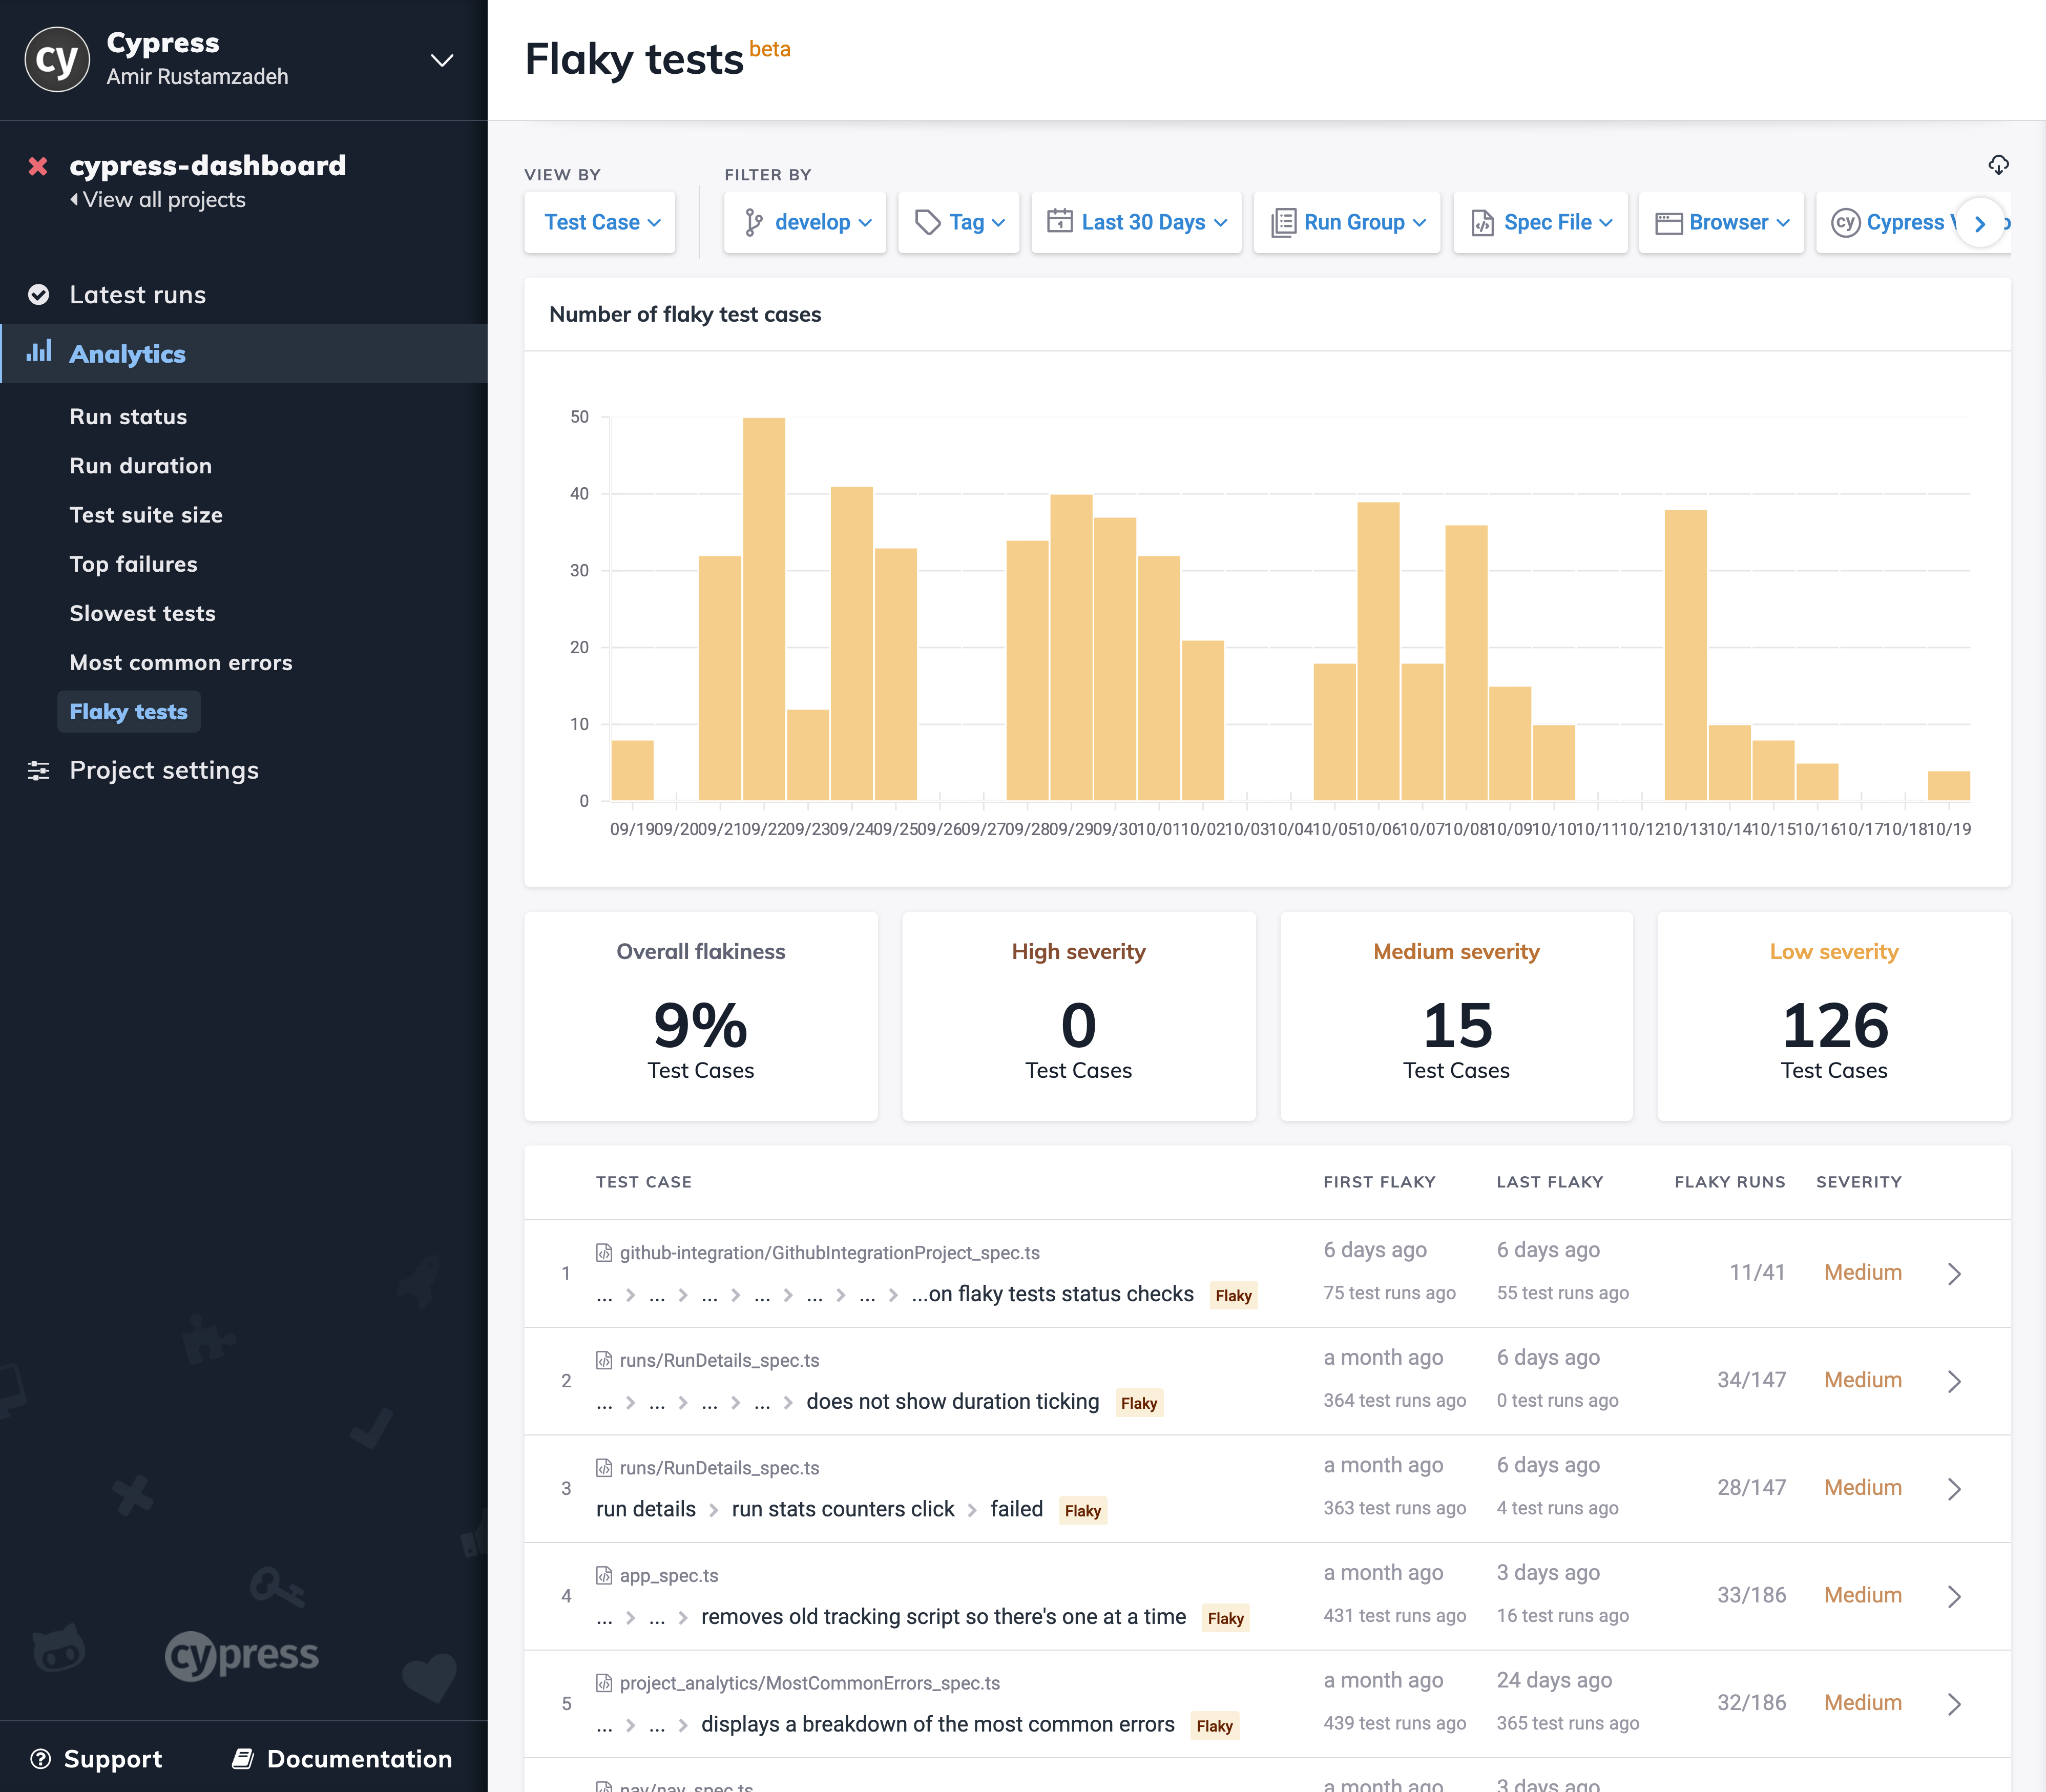 cy
Cypress
Amir Rustamzadeh
cypress-dashboard
View all projects
Latest runs
Analytics
Run status
Run duration
Test suite size
Top failures
Slowest tests
Most common errors
Flaky tests
Project settings
cypress
Support
Documentation
Flaky tests beta
VIEW BY
FILTER BY
Test Case
develop
Tag
Last 30 Days
Run Group
Spec File
Browser
cy Cypress
Number of flaky test cases
50
40
30
20
10
0
09/19 09/20 09/21 09/22 09/23 09/24 09/25 09/26 09/27 09/28 09/29 09/30 10/01 10/02 10/03 10/04 10/05 10/06 10/07 10/08 10/09 10/10 10/11 10/12 10/13 10/14 10/15 10/16 10/17 10/18 10/19
Overall flakiness
9%
Test Cases
High severity
0
Test Cases
Medium severity
15
Test Cases
Low severity
126
Test Cases
TEST CASE FIRST FLAKY LAST FLAKY FLAKY RUNS SEVERITY
1
github-integration/GithubIntegrationProject_spec.ts
... > ... > ... > ... > ... > ... > ...on flaky tests status checks Flaky
6 days ago
75 test runs ago
6 days ago
55 test runs ago
11/41
Medium
2
runs/RunDetails_spec.ts
... > ... > ... > ... > does not show duration ticking Flaky
a month ago
364 test runs ago
6 days ago
0 test runs ago
34/147
Medium
3
runs/RunDetails_spec.ts
run details > run stats counters click > failed Flaky
a month ago
363 test runs ago
6 days ago
4 test runs ago
28/147
Medium
4
app_spec.ts
... > ... > removes old tracking script so there's one at a time Flaky
a month ago
431 test runs ago
3 days ago
16 test runs ago
33/186
Medium
5
project_analytics/MostCommonErrors_spec.ts
... > ... > displays a breakdown of the most common errors Flaky
a month ago
439 test runs ago
24 days ago
365 test runs ago
32/186
Medium
nav/nav_spec.ts
a month ago
3 days ago